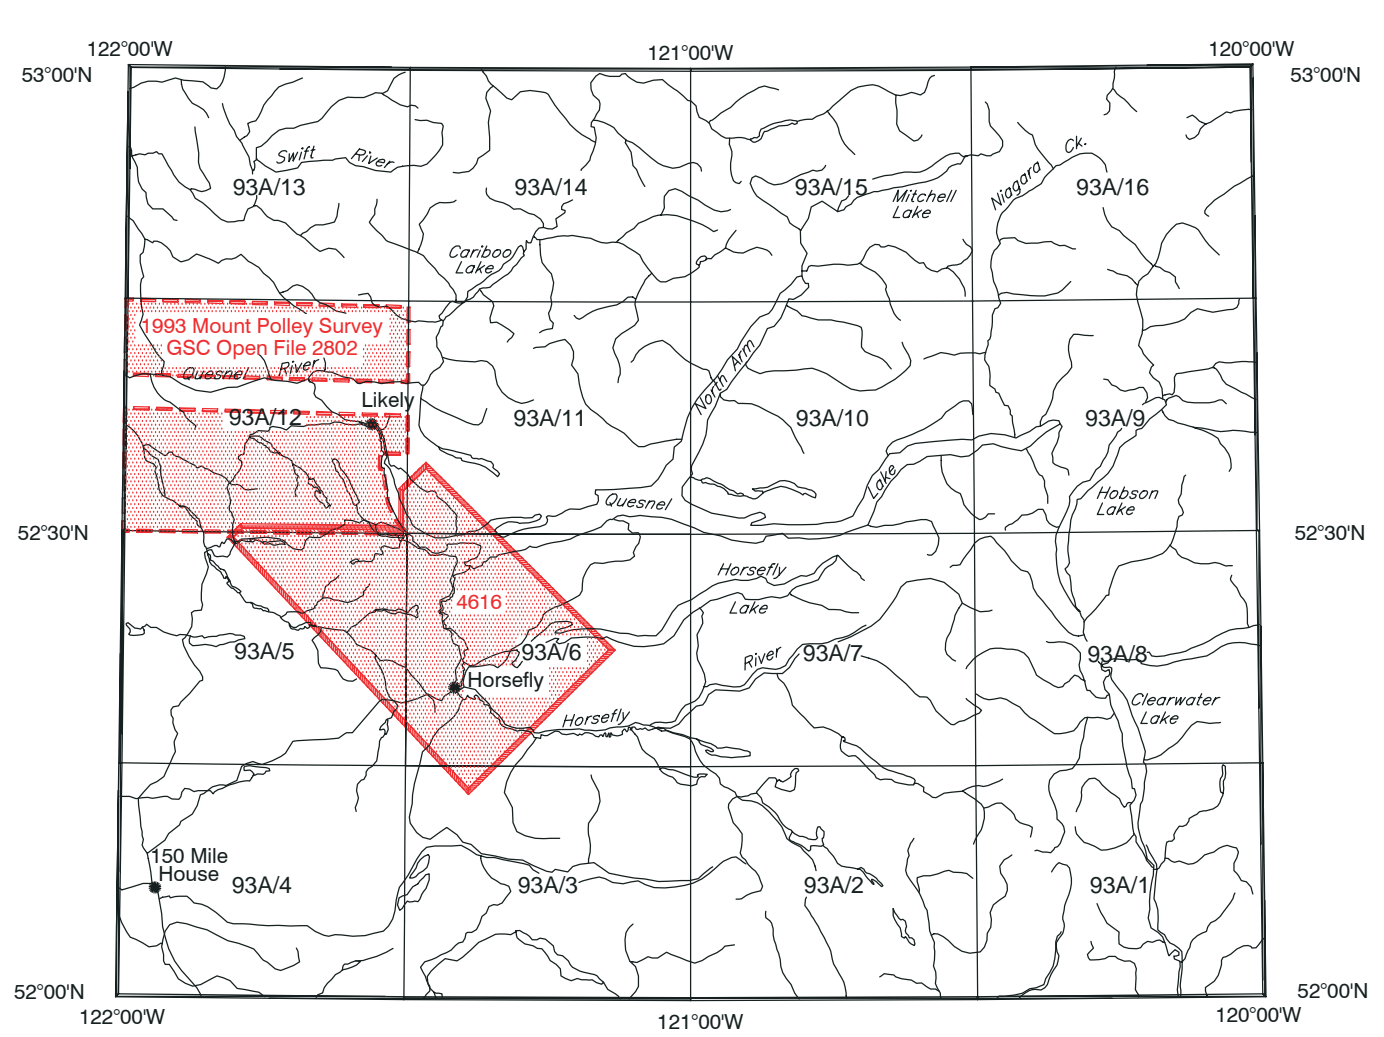 122°00'W
121°00'W
120°00'W
53°00'N
53°00'N
Swift River
Niagara Ck.
93A/13
93A/14
93A/15
93A/16
Mitchell
Lake
Cariboo
Lake
1993 Mount Polley Survey
GSC Open File 2802
Quesnel River
North Arm
Likely
93A/12
93A/11
93A/10
93A/9
Quesnel Lake
Hobson
Lake
52°30'N
52°30'N
Horsefly
Lake
4616
93A/5
93A/6
River
93A/7
93A/8
Horsefly
Horsefly
Clearwater
Lake
150 Mile
House
93A/4
93A/3
93A/2
93A/1
52°00'N
52°00'N
122°00'W
121°00'W
120°00'W